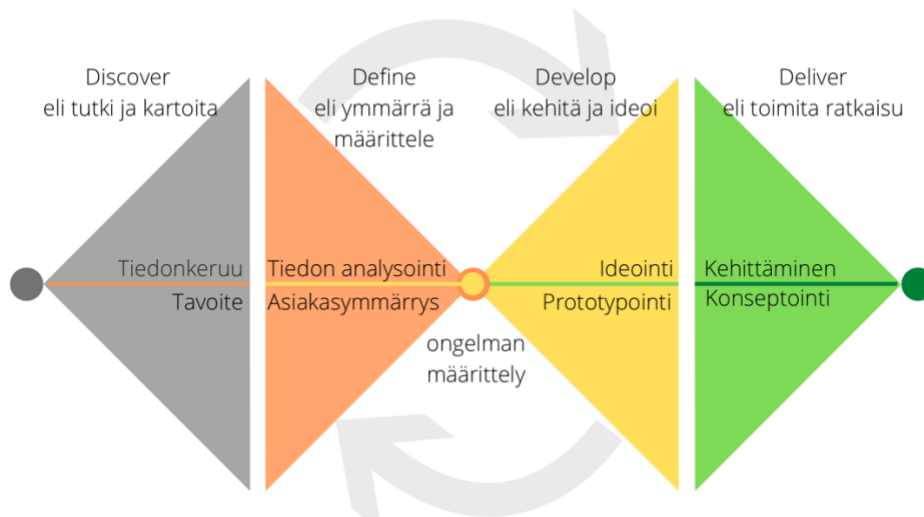 Discover
eli tutki ja kartoita
Define
eli ymmärrä ja
määrittele
Develop
eli kehitä ja ideoi
Deliver
eli toimita ratkaisu
Tiedonkeruu
Tavoite
Tiedon analysointi
Asiakasymmärrys
ongelman
määrittely
Ideointi
Prototypointi
Kehittäminen
Konseptointi